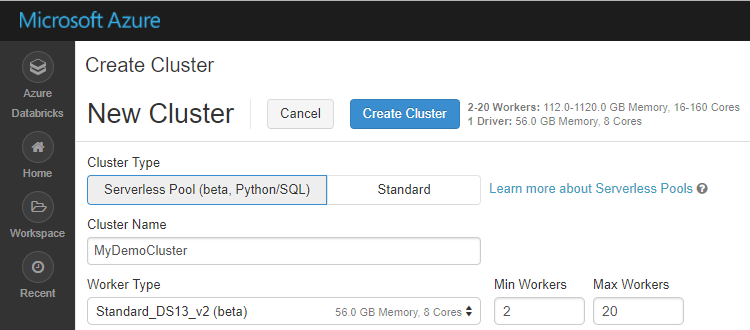 Microsoft Azure
Azure
Databricks
Home
Workspace
Recent
Create Cluster
New Cluster
Cancel
Create Cluster
2-20 Workers: 112.0-1120.0 GB Memory, 16-160 Cores
1 Driver: 56.0 GB Memory, 8 Cores
Cluster Type
Serverless Pool (beta, Python/SQL)
Standard
Learn more about Serverless Pools ?
Cluster Name
MyDemoCluster
Worker Type
Min Workers
Max Workers
Standard_DS13_v2 (beta)
56.0 GB Memory, 8 Cores
2
20